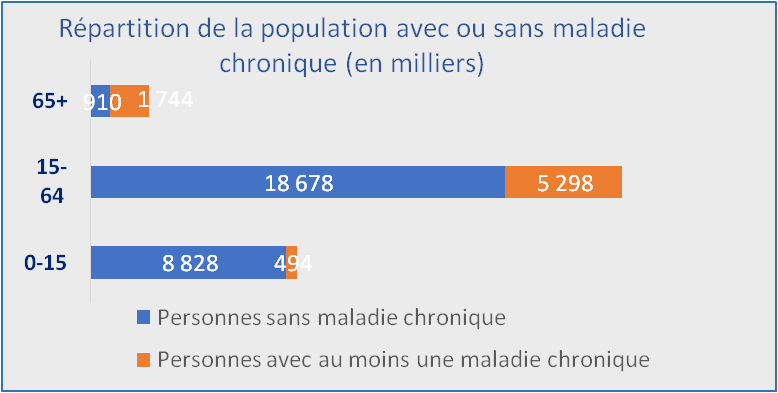 Répartition de la population avec ou sans maladie
chronique (en milliers)
65+
910
1 744
15-
64
18 678
5 298
0-15
8 828
494
Personnes sans maladie chronique
Personnes avec au moins une maladie chronique